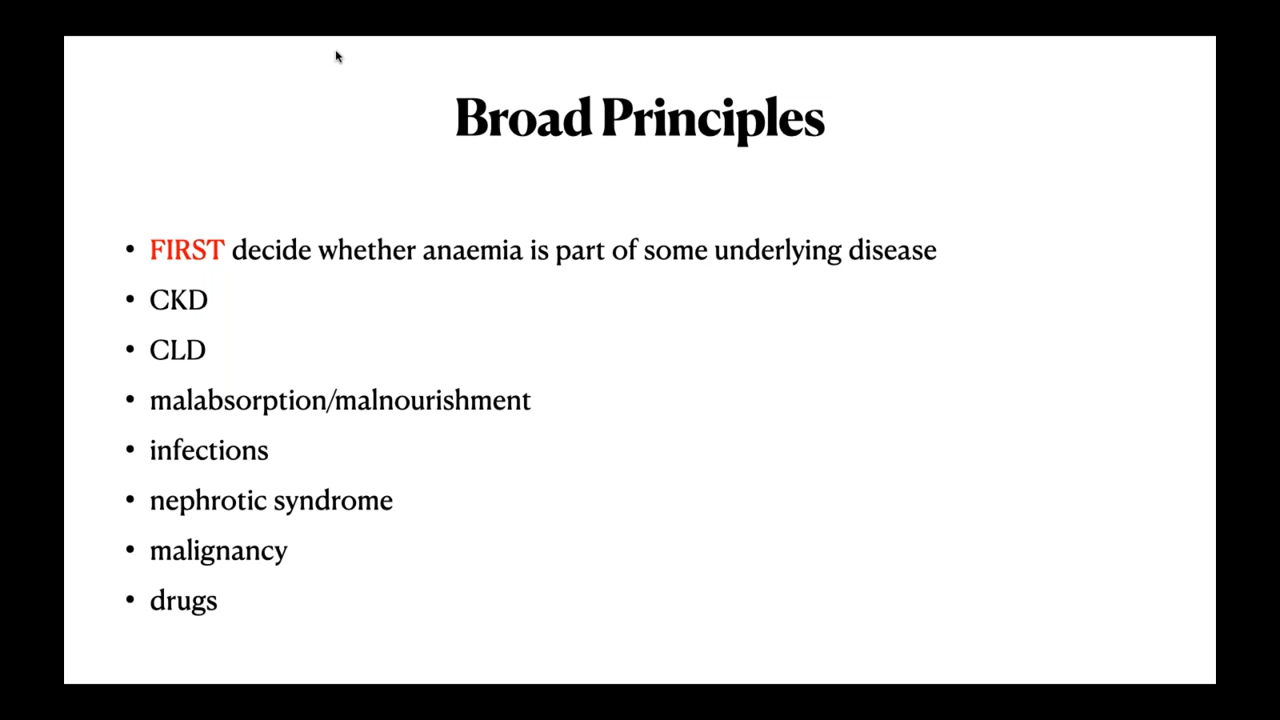 Broad Principles
• FIRST decide whether anaemia is part of some underlying disease
• CKD
• CLD
• malabsorption/malnourishment
• infections
• nephrotic syndrome
• malignancy
• drugs